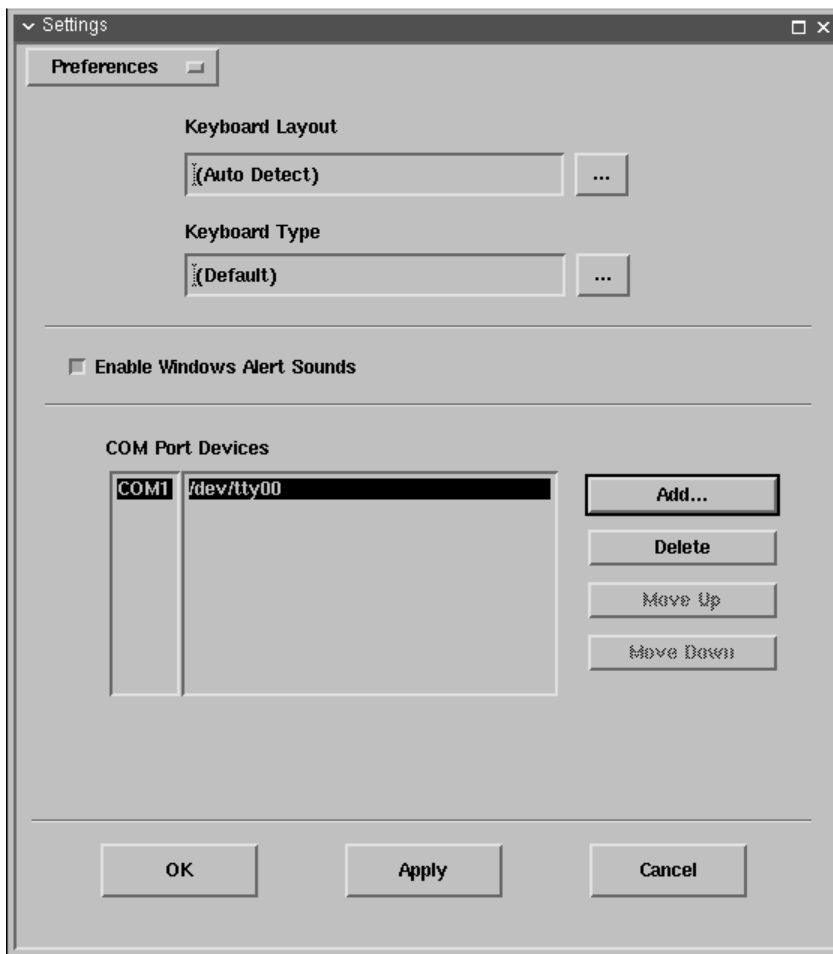 Settings
Preferences
Keyboard Layout
(Auto Detect)
...
Keyboard Type
(Default)
...
Enable Windows Alert Sounds
COM Port Devices
COM1 /dev/tty00
Add...
Delete
Move Up
Move Down
OK Apply Cancel